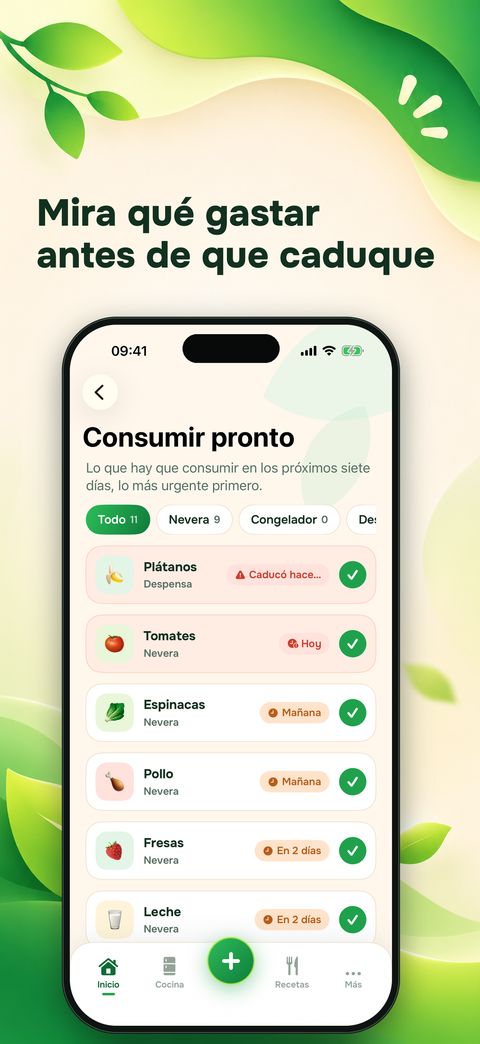 Mira qué gastar
antes de que caduque
09:41
Consumir pronto
Lo que hay que consumir en los próximos siete
días, lo más urgente primero.
Todo 11
Nevera 9
Congelador 0
Des
Plátanos
Despensa
Caducó hace...
Tomates
Nevera
Hoy
Espinacas
Nevera
Mañana
Pollo
Nevera
Mañana
Fresas
Nevera
En 2 días
Leche
Nevera
En 2 días
Inicio
Cocina
Recetas
Más